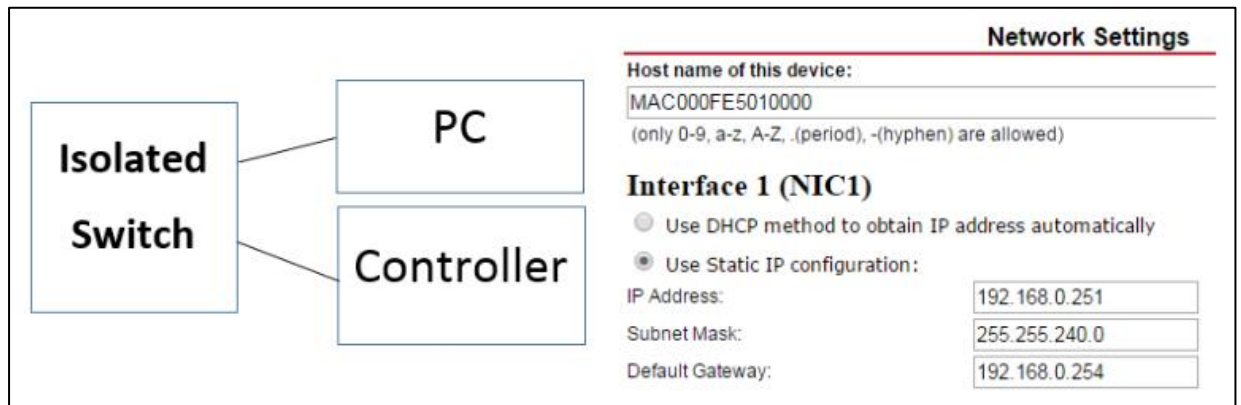 Isolated
Switch
PC
Controller
Network Settings
Host name of this device:
MAC000FE5010000
(only 0-9, a-z, A-Z, .(period), -(hyphen) are allowed)
Interface 1 (NIC1)
Use DHCP method to obtain IP address automatically
Use Static IP configuration:
IP Address: 192.168.0.251
Subnet Mask: 255.255.240.0
Default Gateway: 192.168.0.254